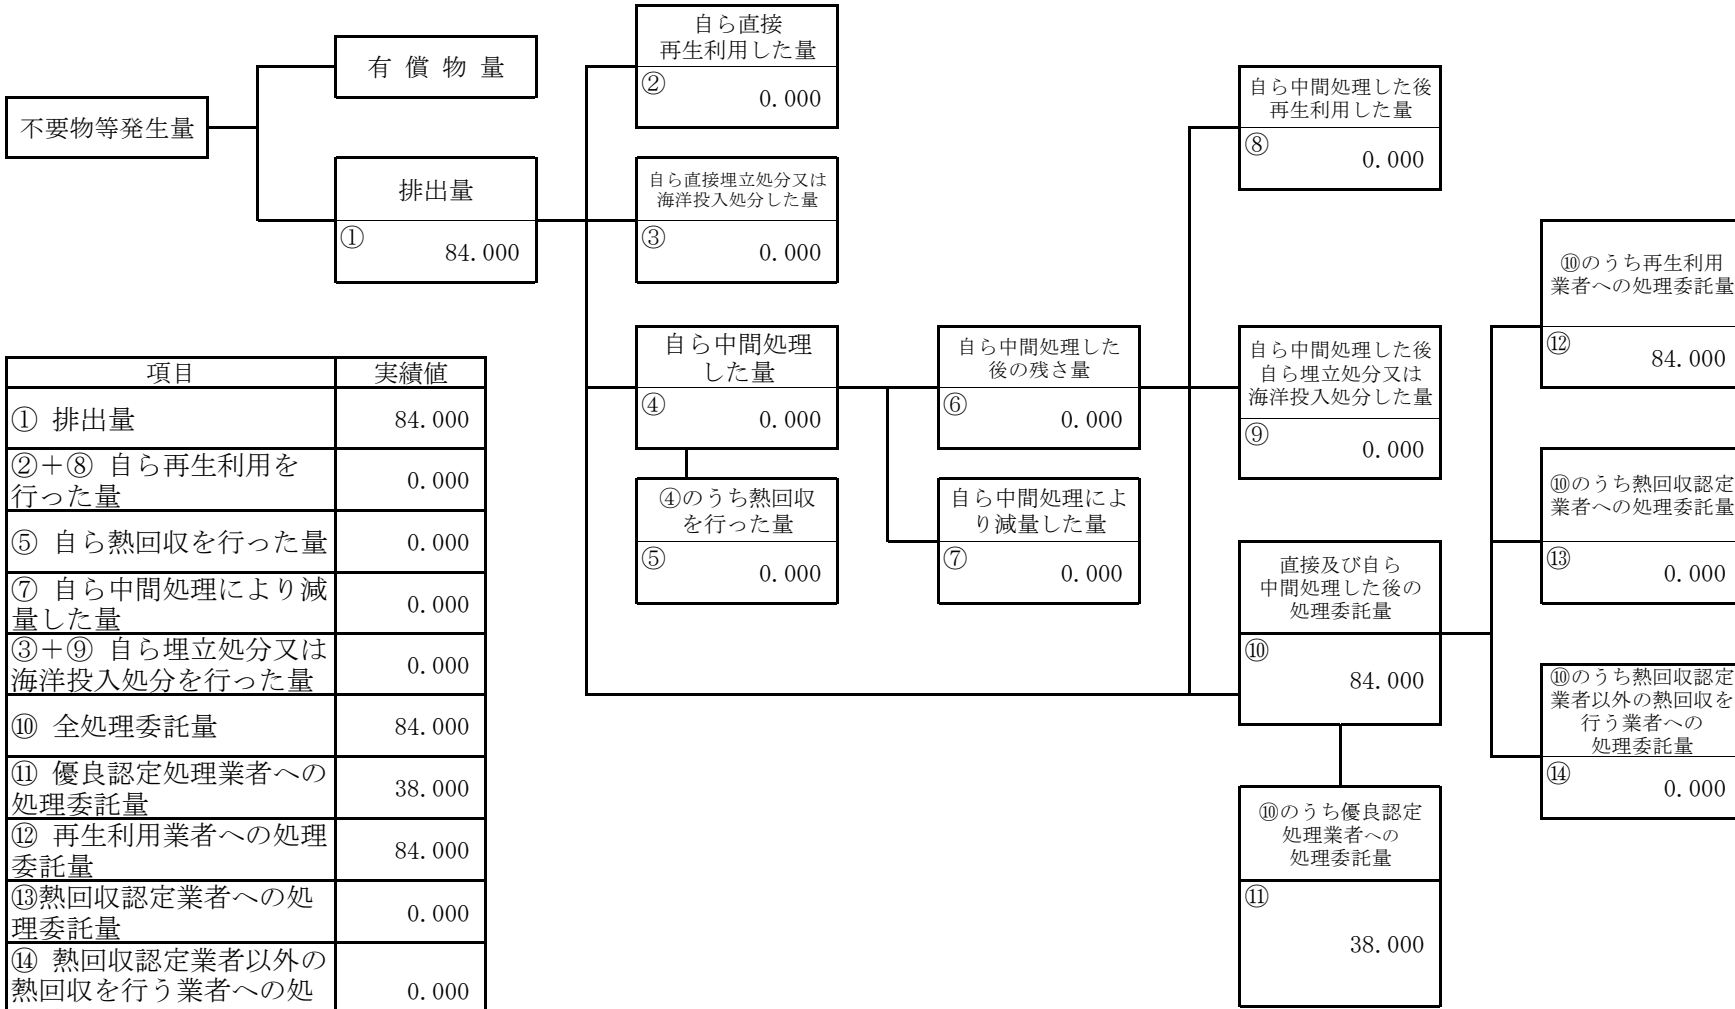 不要物等発生量
有 償 物 量
排出量
①
84.000
自ら直接
再生利用した量
②
0.000
自ら直接埋立処分又は
海洋投入処分した量
③
0.000
自ら中間処理
した量
④
0.000
④のうち熱回収
を行った量
⑤
0.000
自ら中間処理した
後の残さ量
⑥
0.000
自ら中間処理によ
り減量した量
⑦
0.000
自ら中間処理した後
再生利用した量
⑧
0.000
自ら中間処理した後
自ら埋立処分又は
海洋投入処分した量
⑨
0.000
直接及び自ら
中間処理した後の
処理委託量
⑩
84.000
⑩のうち優良認定
処理業者への
処理委託量
⑪
38.000
⑩のうち再生利用
業者への処理委託量
⑫
84.000
⑩のうち熱回収認定
業者への処理委託量
⑬
0.000
⑩のうち熱回収認定
業者以外の熱回収を
行う業者への
処理委託量
⑭
0.000
項目 実績値
① 排出量 84.000
②+⑧ 自ら再生利用を
行った量 0.000
⑤ 自ら熱回収を行った量 0.000
⑦ 自ら中間処理により減
量した量 0.000
③+⑨ 自ら埋立処分又は
海洋投入処分を行った量 0.000
⑩ 全処理委託量 84.000
⑪ 優良認定処理業者への
処理委託量 38.000
⑫ 再生利用業者への処理
委託量 84.000
⑬熱回収認定業者への処
理委託量 0.000
⑭ 熱回収認定業者以外の
熱回収を行う業者への処 0.000